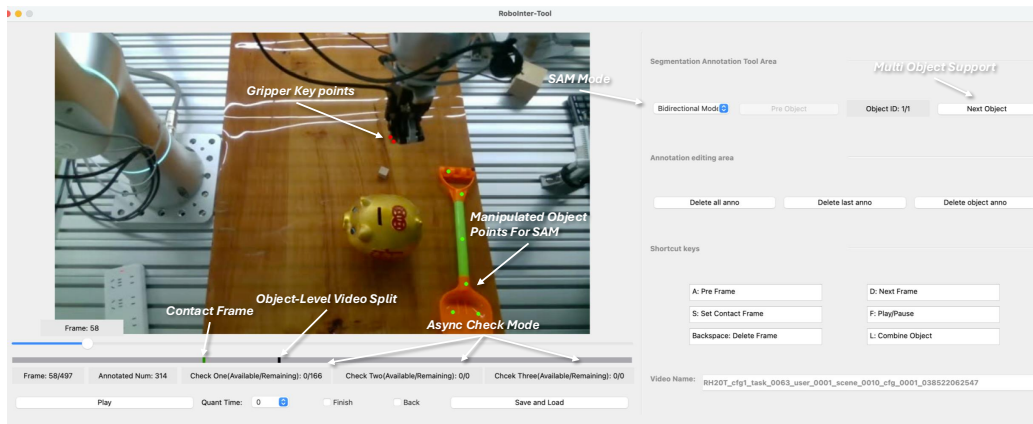 RoboInter-Tool
Segmentation Annotation Tool Area
Multi Object Support
SAM Mode
Gripper Key points
Bidirectional Mode
Pre Object
Object ID: 1/1
Next Object
Annotation editing area
Delete all anno
Delete last anno
Delete object anno
Manipulated Object
Points For SAM
Shortcut keys
A: Pre Frame
D: Next Frame
S: Set Contact Frame
F: Play/Pause
Backspace: Delete Frame
L: Combine Object
Object-Level Video Split
Contact Frame
Async Check Mode
Frame: 58
Frame: 58/497
Annotated Num: 314
Check One(Available/Remaining): 0/166
Check Two(Available/Remaining): 0/0
Chcek Three(Available/Remaining): 0/0
Video Name:
RH20T_cfg1_task_0063_user_0001_scene_0010_cfg_0001_038522062547
Play
Quant Time:
0
Finish
Back
Save and Load